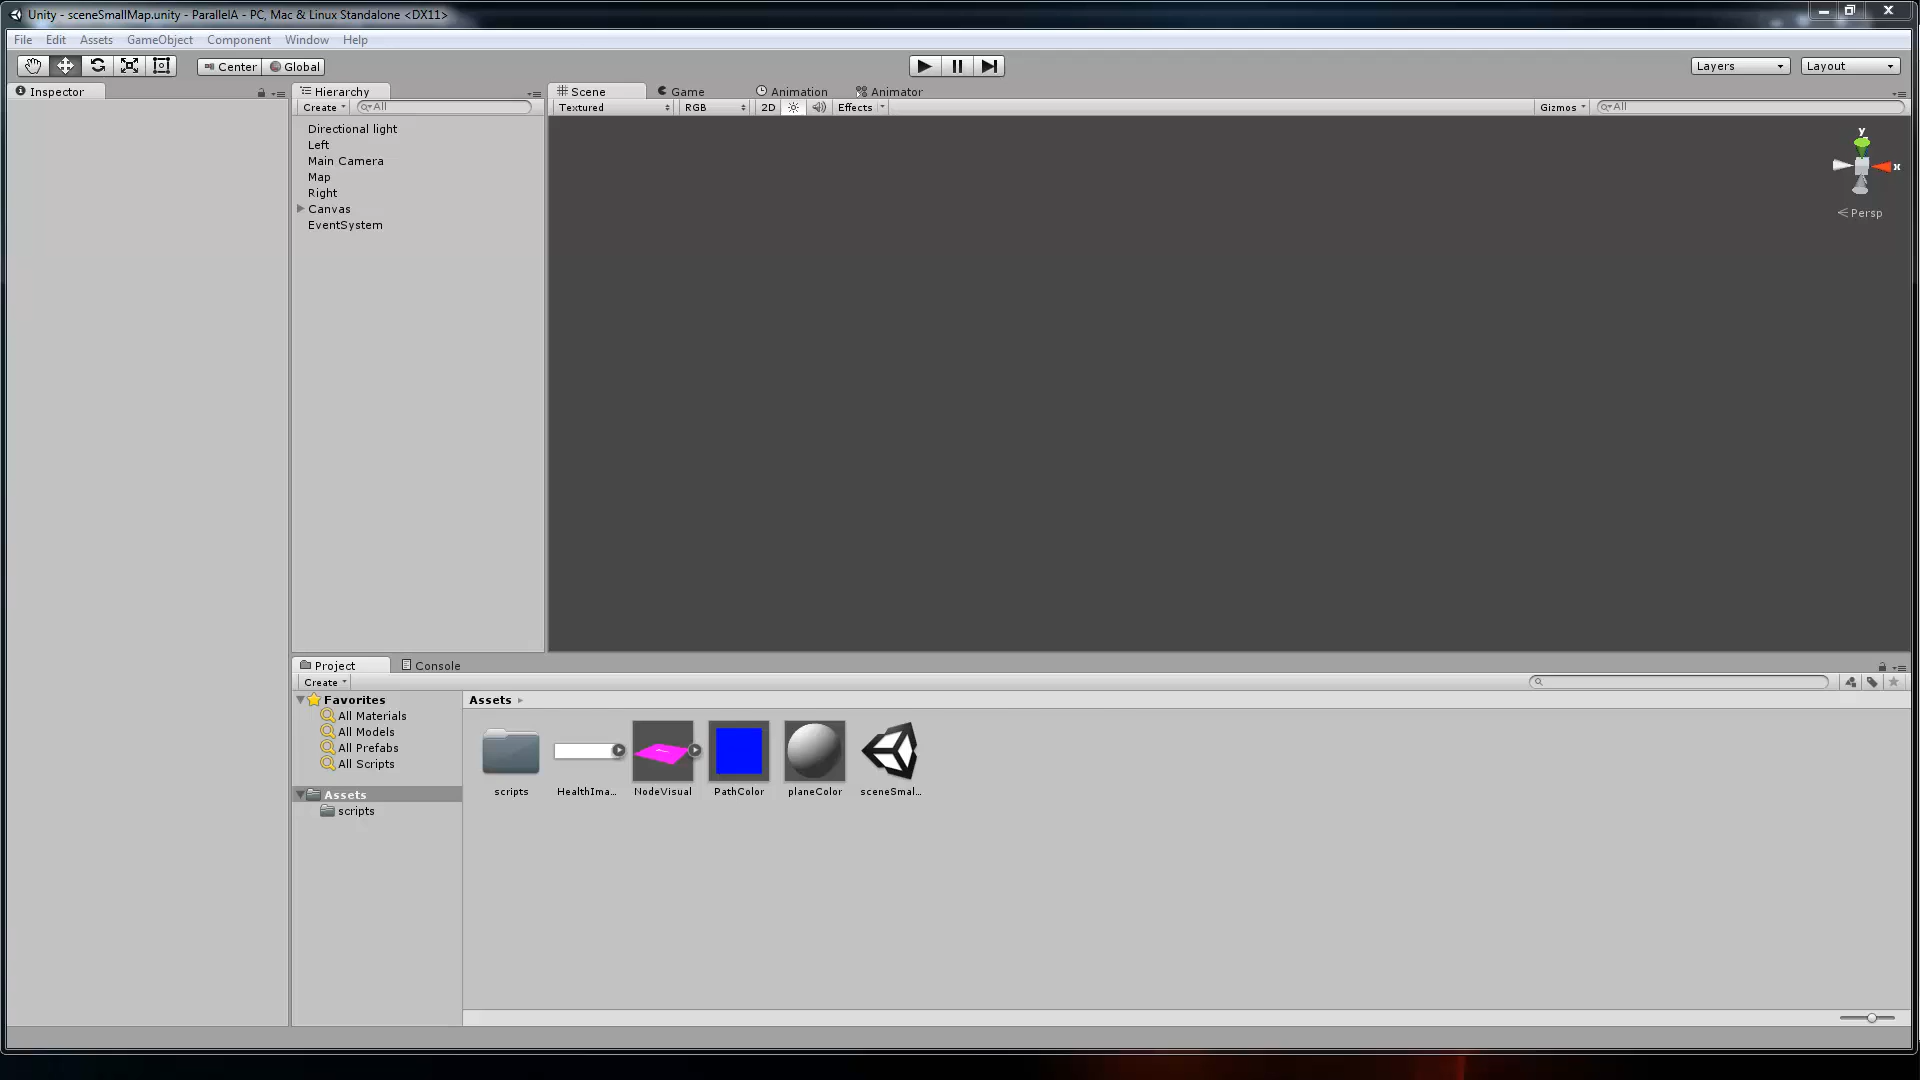 Unity - sceneSmallMap.unity - ParallelA - PC, Mac & Linux Standalone <DX11>
File Edit Assets GameObject Component Window Help
Center Global Layers Layout
Inspector
Hierarchy
Create All
Directional light
Left
Main Camera
Map
Right
Canvas
EventSystem
Scene Game Animation Animator
Textured RGB 2D Effects Gizmos All
y
x
Persp
Project Console
Create
Favorites
All Materials
All Models
All Prefabs
All Scripts
Assets
scripts
Assets
scripts HealthIma... NodeVisual PathColor planeColor sceneSmal...